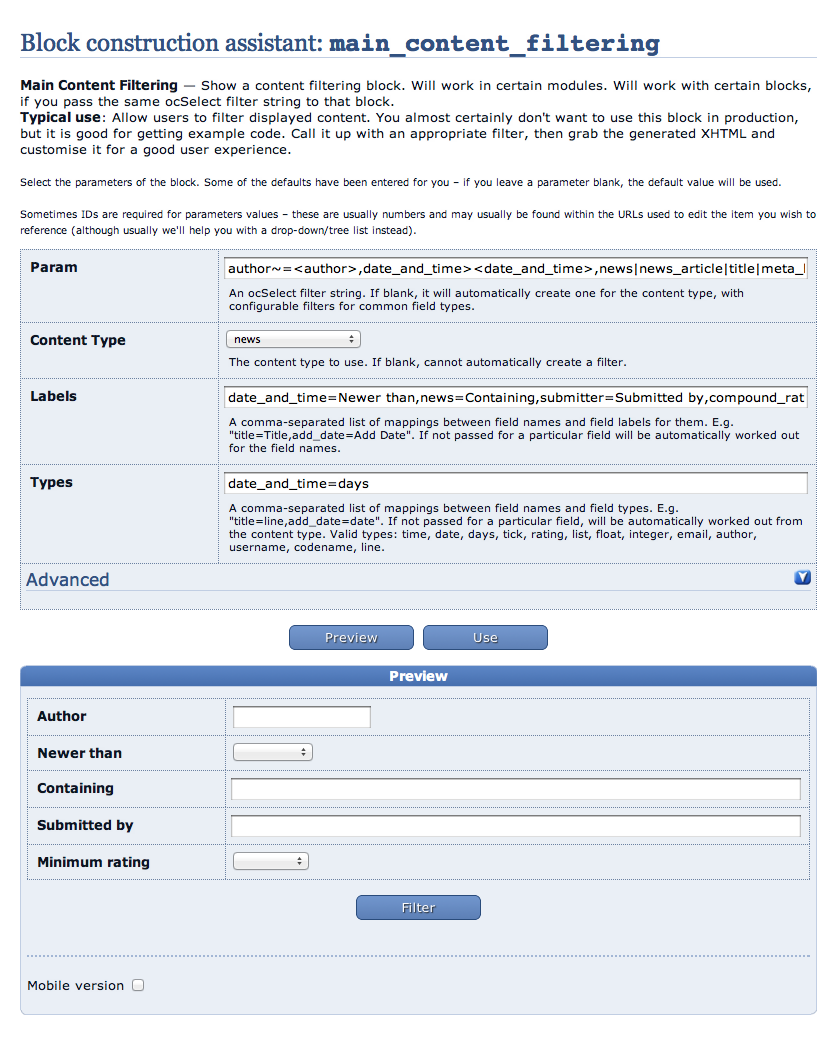 Block construction assistant: main_content_filtering
Main Content Filtering — Show a content filtering block. Will work in certain modules. Will work with certain blocks,
if you pass the same ocSelect filter string to that block.
Typical use: Allow users to filter displayed content. You almost certainly don't want to use this block in production,
but it is good for getting example code. Call it up with an appropriate filter, then grab the generated XHTML and
customise it for a good user experience.
Select the parameters of the block. Some of the defaults have been entered for you – if you leave a parameter blank, the default value will be used.
Sometimes IDs are required for parameters values – these are usually numbers and may usually be found within the URLs used to edit the item you wish to
reference (although usually we'll help you with a drop-down/tree list instead).
Param
author~=<author>,date_and_time><date_and_time>,news|news_article|title|meta_
An ocSelect filter string. If blank, it will automatically create one for the content type, with
configurable filters for common field types.
Content Type
news
The content type to use. If blank, cannot automatically create a filter.
Labels
date_and_time=Newer than,news=Containing,submitter=Submitted by,compound_rat
A comma-separated list of mappings between field names and field labels for them. E.g.
"title=Title,add_date=Add Date". If not passed for a particular field will be automatically worked out
for the field names.
Types
date_and_time=days
A comma-separated list of mappings between field names and field types. E.g.
"title=line,add_date=date". If not passed for a particular field, will be automatically worked out from
the content type. Valid types: time, date, days, tick, rating, list, float, integer, email, author,
username, codename, line.
Advanced
Preview Use
Preview
Author
Newer than
Containing
Submitted by
Minimum rating
Filter
Mobile version